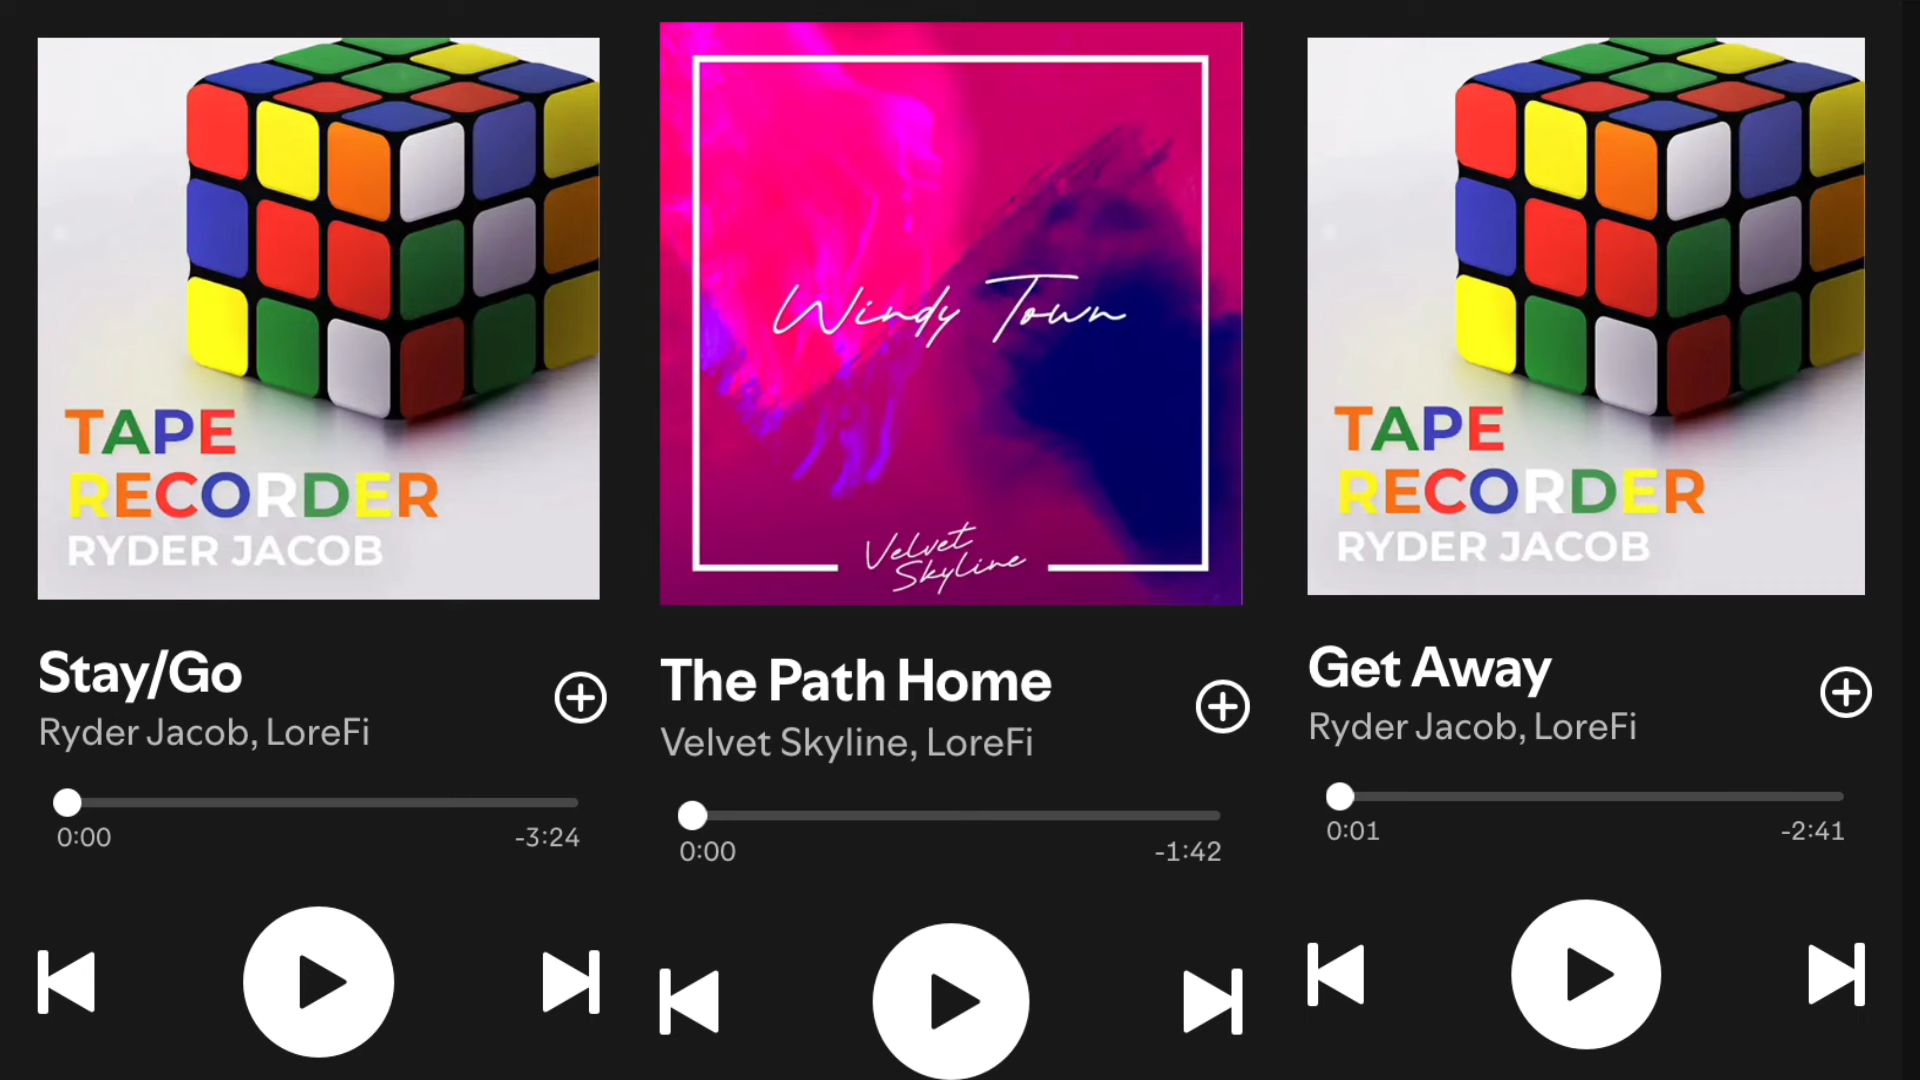 TAPE
RECORDER
RYDER JACOB
Stay/Go
Ryder Jacob, LoreFi
0:00
-3:24
Windy Town
Velvet
Skyline
The Path Home
Velvet Skyline, LoreFi
0:00
-1:42
TAPE
RECORDER
RYDER JACOB
Get Away
Ryder Jacob, LoreFi
0:01
-2:41